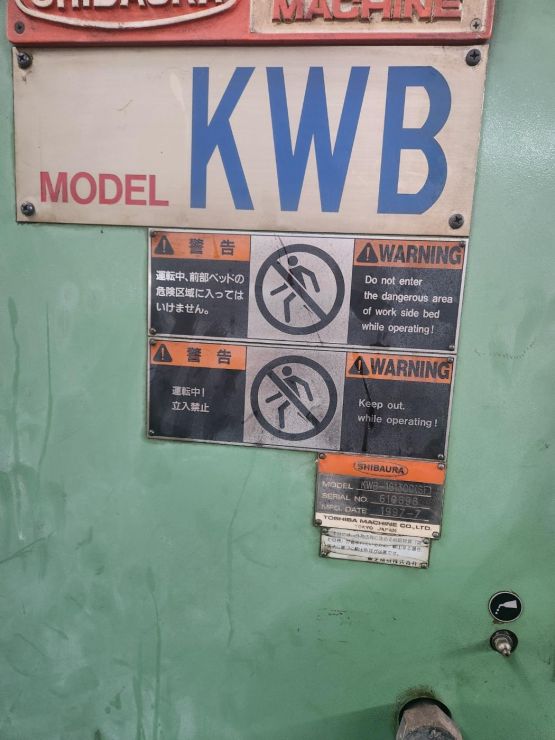 SHIBAURA
MACHINE
MODEL KWB
警告
運転中、前部ベッドの
危険区域に入っては
いけません。
WARNING
Do not enter
the dangerous area
of work side bed
while operating!
警告
運転中!
立入禁止
WARNING
Keep out.
while operating!
SHIBAURA
MODEL
SERIAL NO
MFG. DATE 1997-7
TOSHIBA MACHINE CO.,LTD.
TOKYO JAPAN